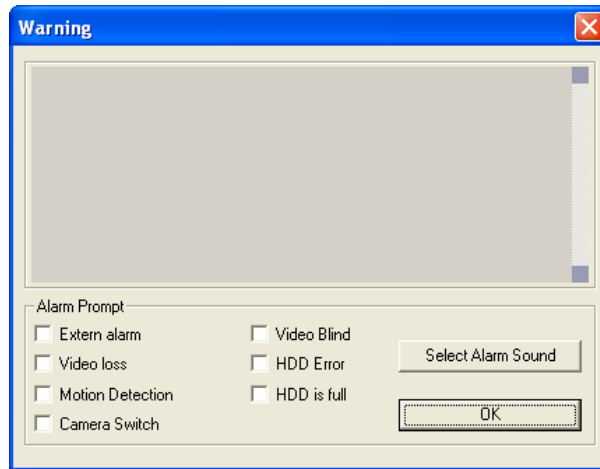 Warning
Alarm Prompt
Extern alarm
Video Blind
Video loss
HDD Error
Select Alarm Sound
Motion Detection
HDD is full
Camera Switch
OK